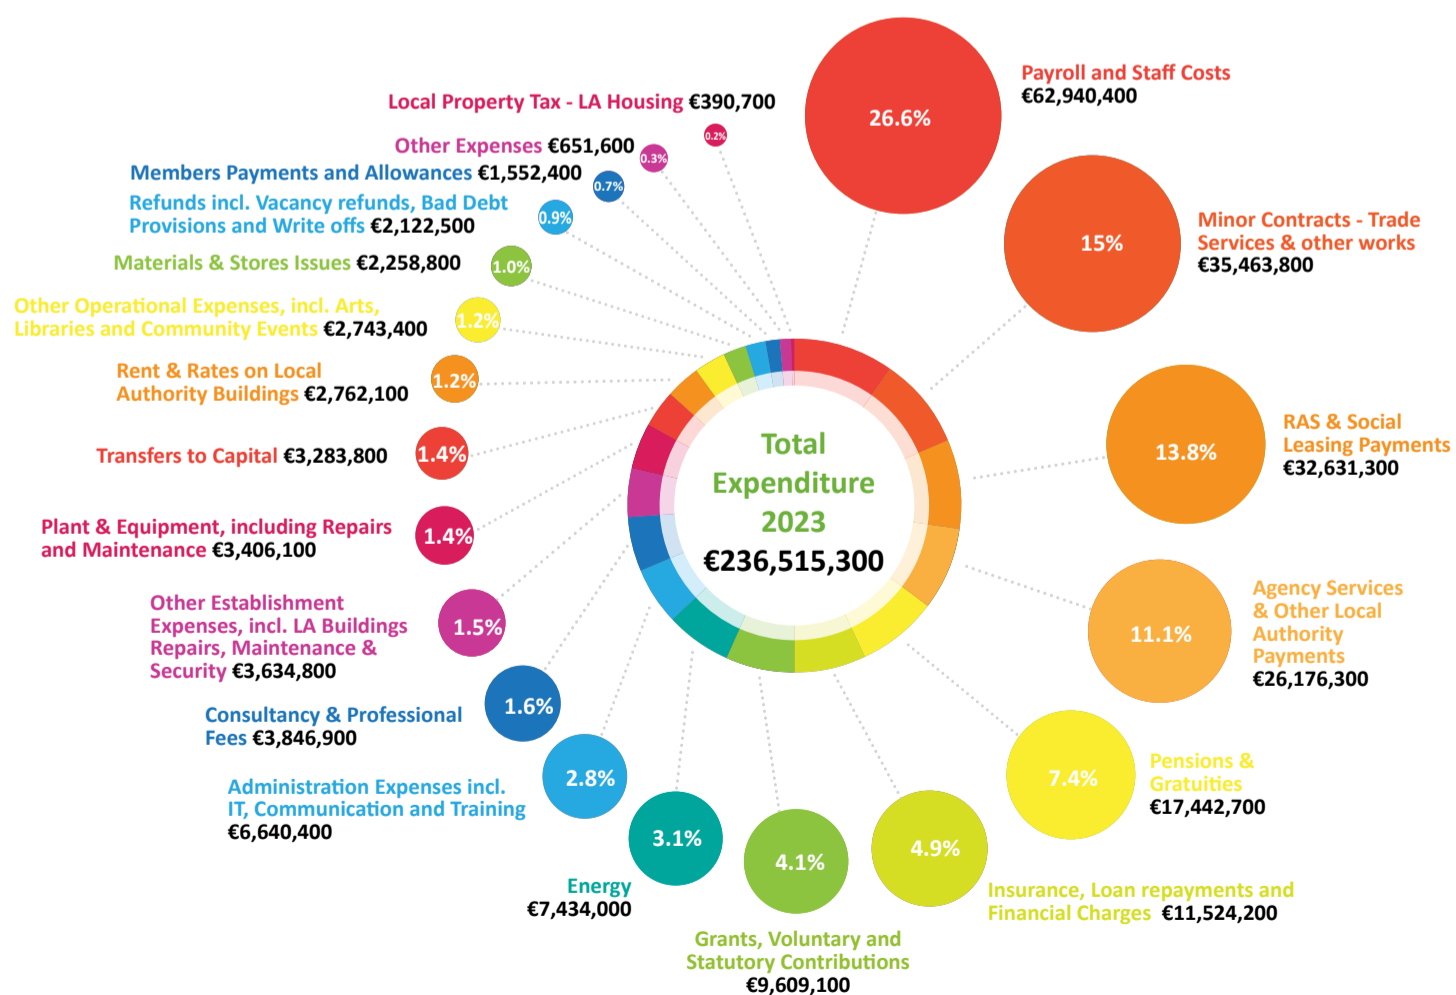 Payroll and Staff Costs
€62,940,400
26.6%
Minor Contracts - Trade
Services & other works
€35,463,800
15%
RAS & Social
Leasing Payments
€32,631,300
13.8%
Agency Services
& Other Local
Authority
Payments
€26,176,300
11.1%
Pensions &
Gratuities
€17,442,700
7.4%
Insurance, Loan repayments and
Financial Charges €11,524,200
4.9%
Grants, Voluntary and
Statutory Contributions
€9,609,100
4.1%
Energy
€7,434,000
3.1%
Administration Expenses incl.
IT, Communication and Training
€6,640,400
2.8%
Consultancy & Professional
Fees €3,846,900
1.6%
Other Establishment
Expenses, incl. LA Buildings
Repairs, Maintenance &
Security €3,634,800
1.5%
Plant & Equipment, including Repairs
and Maintenance €3,406,100
1.4%
Transfers to Capital €3,283,800
1.4%
Rent & Rates on Local
Authority Buildings €2,762,100
1.2%
Other Operational Expenses, incl. Arts,
Libraries and Community Events €2,743,400
1.2%
Materials & Stores Issues €2,258,800
1.0%
Refunds incl. Vacancy refunds, Bad Debt
Provisions and Write offs €2,122,500
0.9%
Members Payments and Allowances €1,552,400
0.7%
Other Expenses €651,600
0.3%
Local Property Tax - LA Housing €390,700
0.2%
Total
Expenditure
2023
€236,515,300